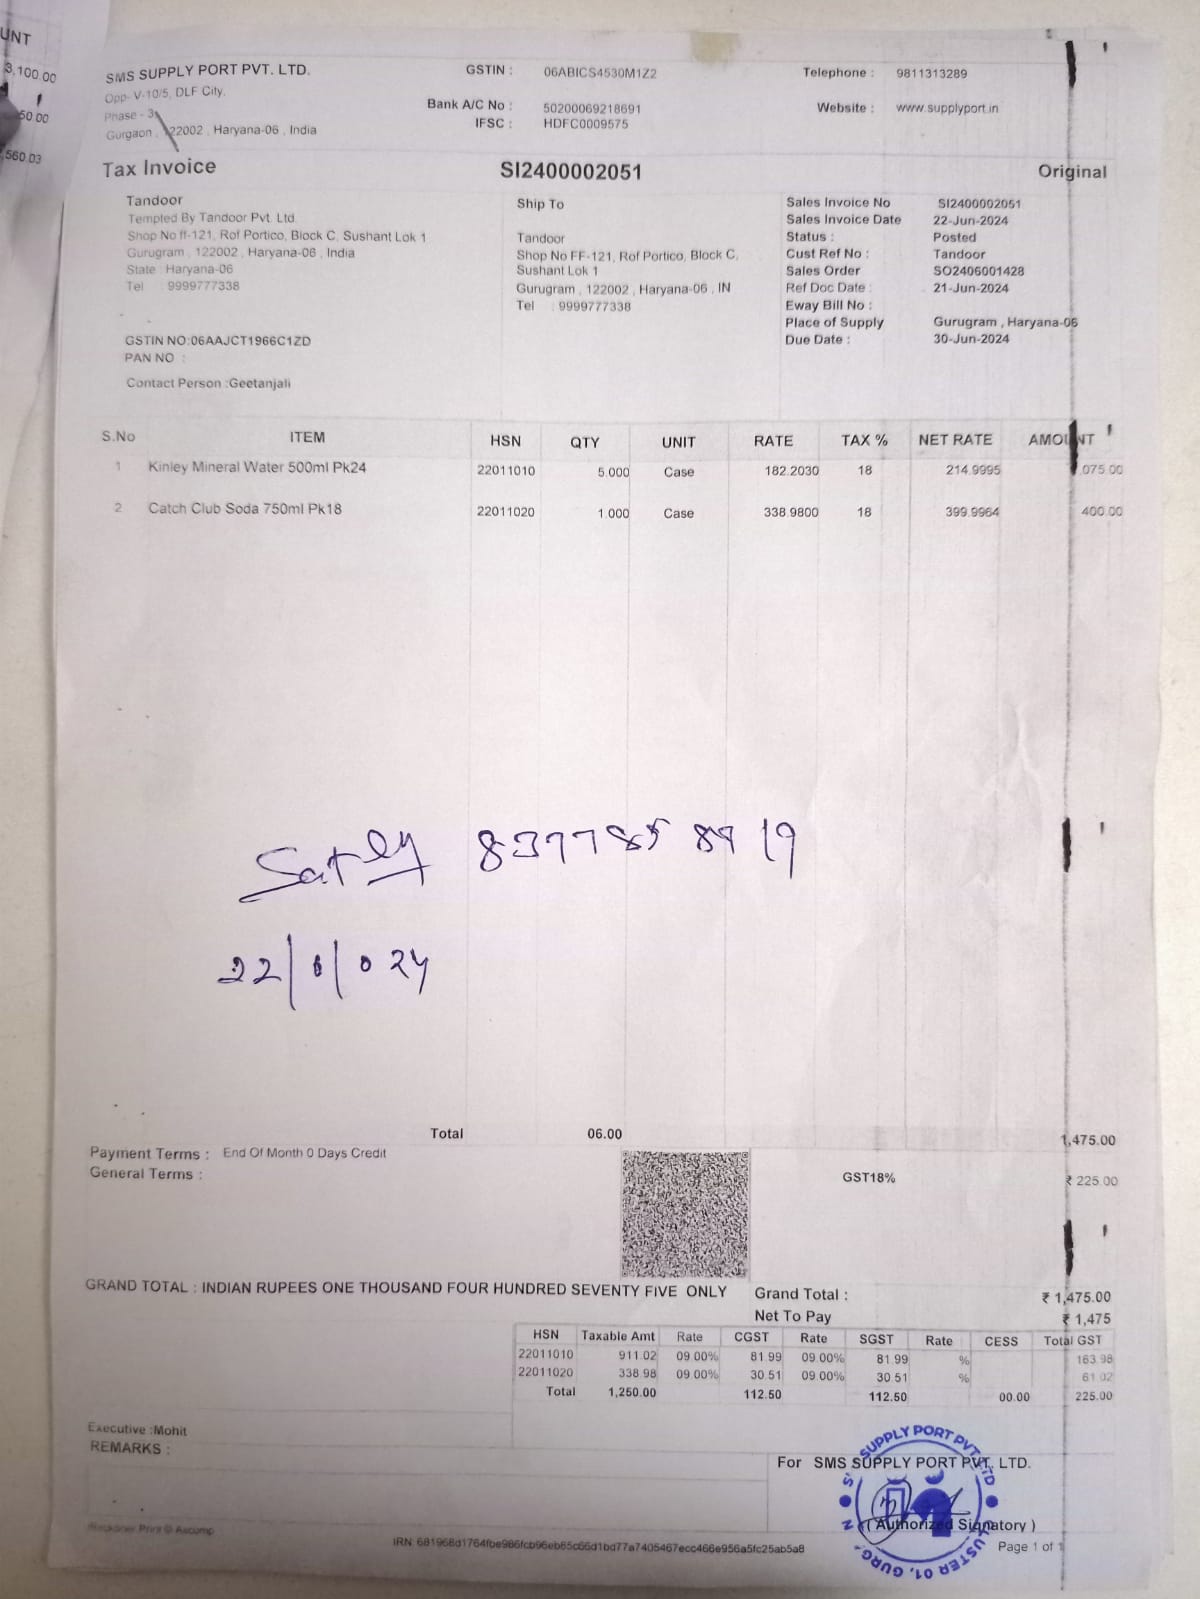 UNT
3,100.00
50.00
560.03
SMS SUPPLY PORT PVT. LTD.
Opp- V-10/5, DLF City,
Phase - 3
Gurgaon , 122002 , Haryana-06 , India
GSTIN : 06ABICS4530M1Z2
Bank A/C No : 50200069218691
IFSC : HDFC0009575
Telephone : 9811313289
Website : www.supplyport.in
Tax Invoice SI2400002051 Original
Tandoor
Tempted By Tandoor Pvt. Ltd.
Shop No ff-121, Rof Portico, Block C, Sushant Lok 1
Gurugram , 122002 , Haryana-06 , India
State : Haryana-06
Tel : 9999777338
GSTIN NO:06AAJCT1966C1ZD
PAN NO :
Contact Person :Geetanjali
Ship To
Tandoor
Shop No FF-121, Rof Portico, Block C,
Sushant Lok 1
Gurugram , 122002 , Haryana-06 , IN
Tel : 9999777338
Sales Invoice No SI2400002051
Sales Invoice Date 22-Jun-2024
Status : Posted
Cust Ref No : Tandoor
Sales Order SO2406001428
Ref Doc Date : 21-Jun-2024
Eway Bill No :
Place of Supply Gurugram , Haryana-06
Due Date : 30-Jun-2024
S.No ITEM HSN QTY UNIT RATE TAX % NET RATE AMOUNT
1 Kinley Mineral Water 500ml Pk24 22011010 5.000 Case 182.2030 18 214.9995 ,075.00
2 Catch Club Soda 750ml Pk18 22011020 1.000 Case 338.9800 18 399.9964 400.00
22/6/024
Total 06.00 1,475.00
Payment Terms : End Of Month 0 Days Credit
General Terms :
GST18% ₹ 225.00
GRAND TOTAL : INDIAN RUPEES ONE THOUSAND FOUR HUNDRED SEVENTY FIVE ONLY
Grand Total : ₹ 1,475.00
Net To Pay ₹ 1,475
HSN Taxable Amt Rate CGST Rate SGST Rate CESS Total GST
22011010 911.02 09.00% 81.99 09.00% 81.99 % 163.98
22011020 338.98 09.00% 30.51 09.00% 30.51 % 61.02
Total 1,250.00 112.50 112.50 00.00 225.00
Executive :Mohit
REMARKS :
For SMS SUPPLY PORT PVT. LTD.
( Authorized Signatory )
SUPPLY PORT PVT. LTD
CLUSTER 01, GURG
Page 1 of 1